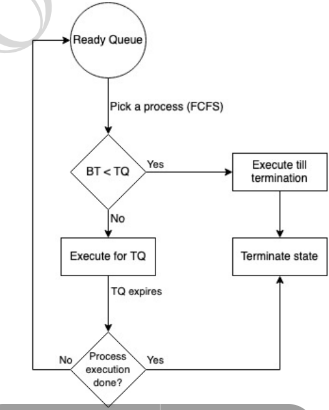 Ready Queue
Pick a process (FCFS)
BT < TQ
Yes
Execute till
termination
No
Execute for TQ
Terminate state
TQ expires
No
Process
execution
done?
Yes